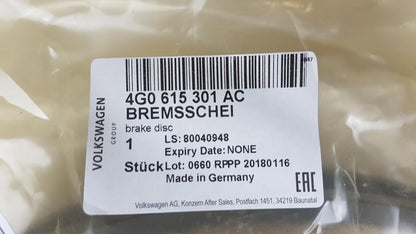 047
VOLKSWAGEN
GROUP
4G0 615 301 AC
BREMSSCHEI
brake disc
1 LS: 80040948
Expiry Date: NONE
Stück Lot: 0660 RPPP 20180116
Made in Germany
EAC
Volkswagen AG, Konzern After Sales, Postfach 1451, 34219 Baunatal